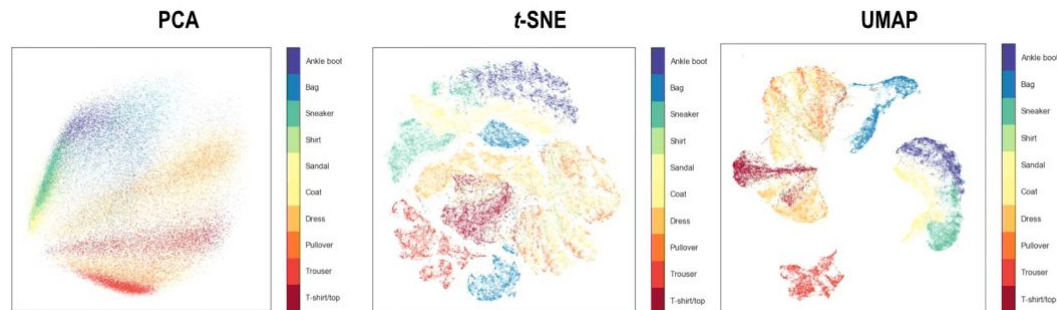 PCA
t-SNE
UMAP
Ankle boot
Bag
Sneaker
Shirt
Sandal
Coat
Dress
Pullover
Trouser
T-shirt/top
Ankle boot
Bag
Sneaker
Shirt
Sandal
Coat
Dress
Pullover
Trouser
T-shirt/top
Ankle boot
Bag
Sneaker
Shirt
Sandal
Coat
Dress
Pullover
Trouser
T-shirt/top